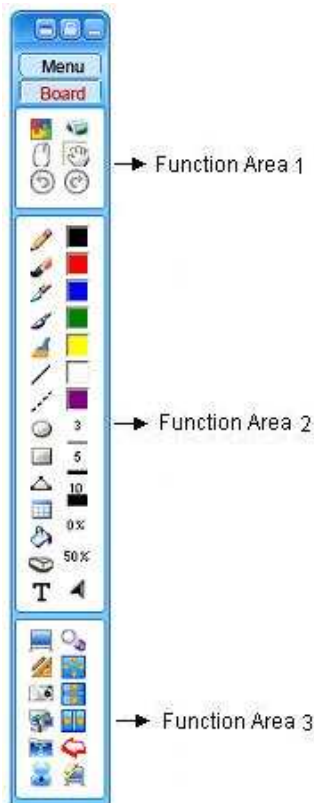 Menu
Board
Function Area 1
3
Function Area 2
5
10
0%
50%
T
Function Area 3